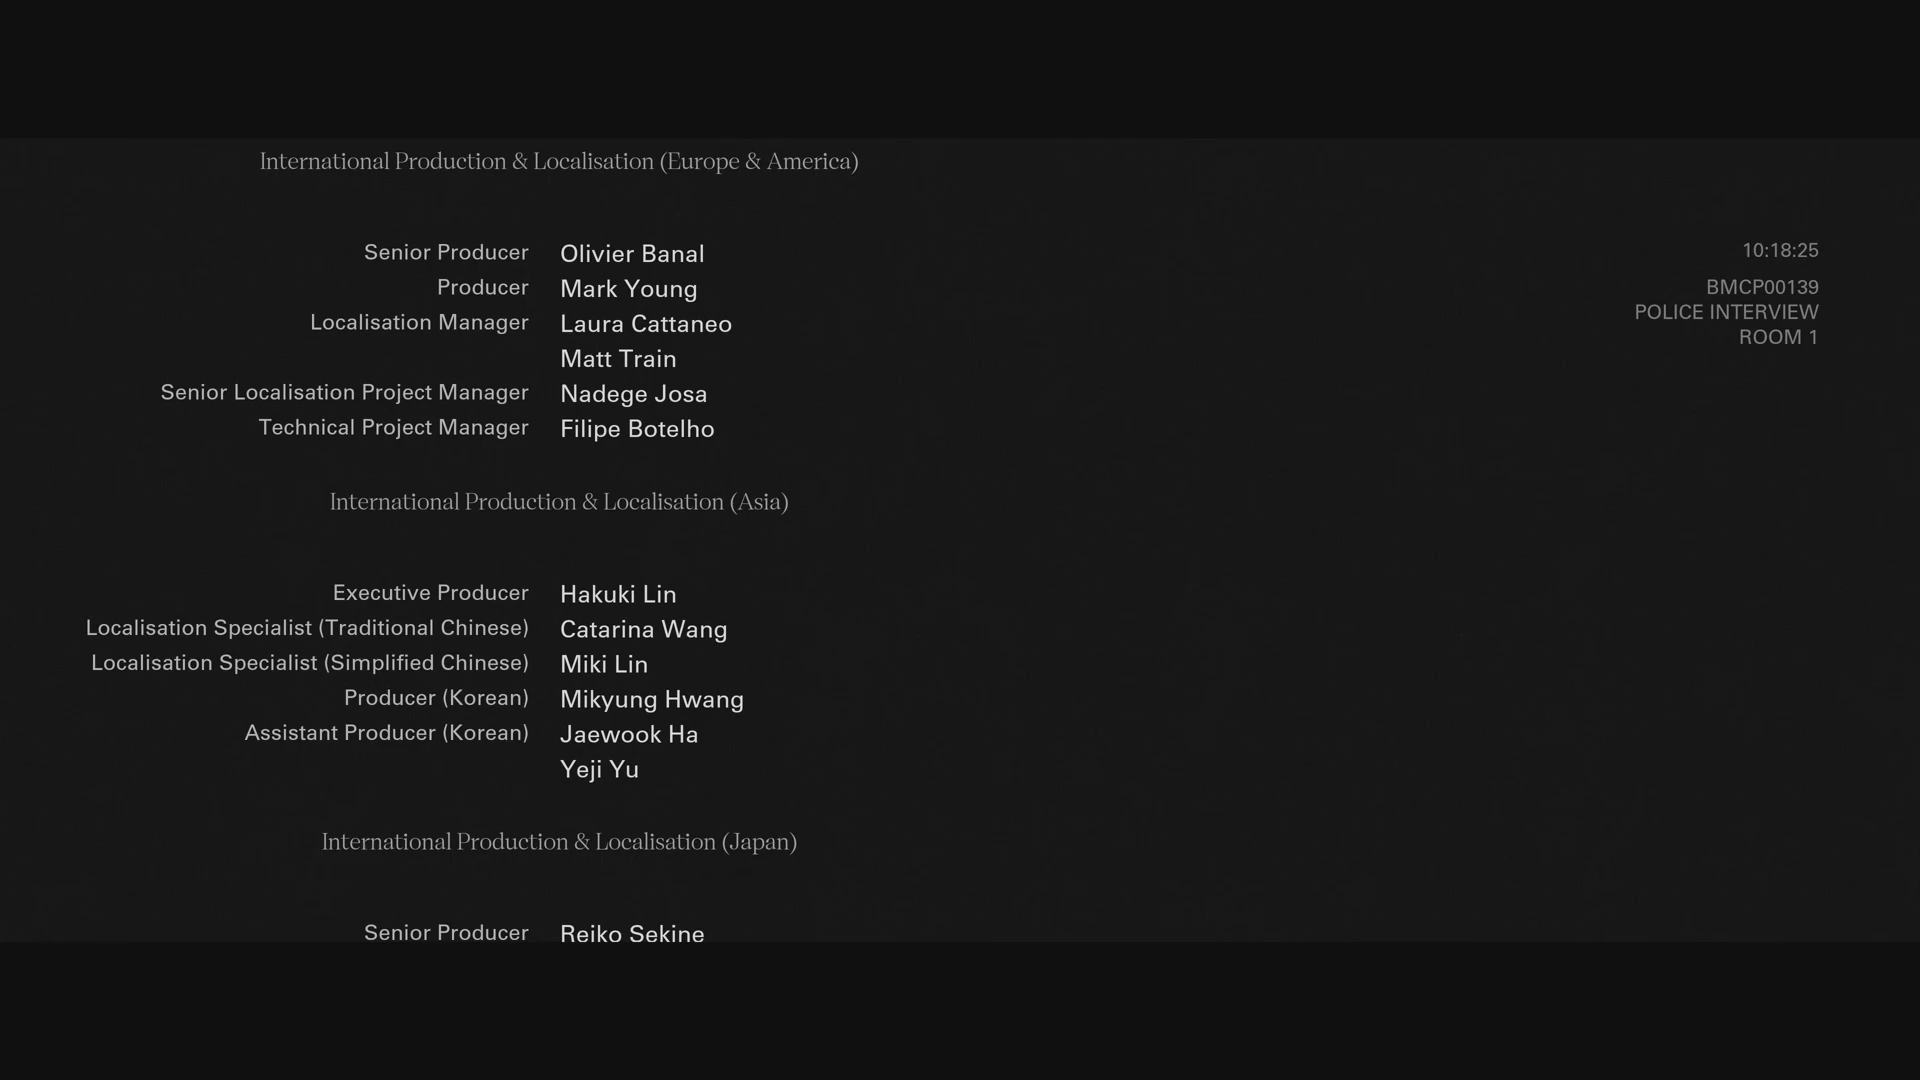 International Production & Localisation (Europe & America)
Senior Producer Olivier Banal
Producer Mark Young
Localisation Manager Laura Cattaneo
Matt Train
Senior Localisation Project Manager Nadege Josa
Technical Project Manager Filipe Botelho
International Production & Localisation (Asia)
Executive Producer Hakuki Lin
Localisation Specialist (Traditional Chinese) Catarina Wang
Localisation Specialist (Simplified Chinese) Miki Lin
Producer (Korean) Mikyung Hwang
Assistant Producer (Korean) Jaewook Ha
Yeji Yu
International Production & Localisation (Japan)
Senior Producer Reiko Sekine
10:18:25
BMCP00139
POLICE INTERVIEW
ROOM 1